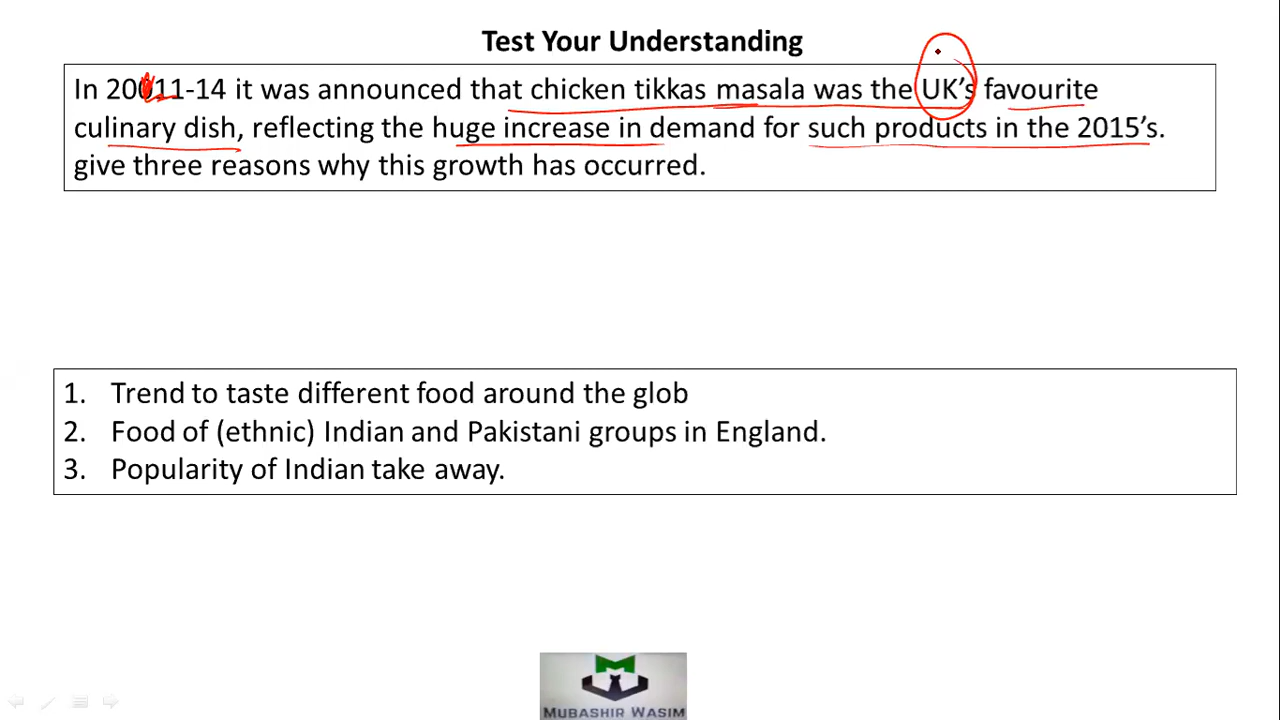 Test Your Understanding
In 20011-14 it was announced that chicken tikkas masala was the UK's favourite
culinary dish, reflecting the huge increase in demand for such products in the 2015's.
give three reasons why this growth has occurred.
1. Trend to taste different food around the glob
2. Food of (ethnic) Indian and Pakistani groups in England.
3. Popularity of Indian take away.
MUBASHIR WASIM